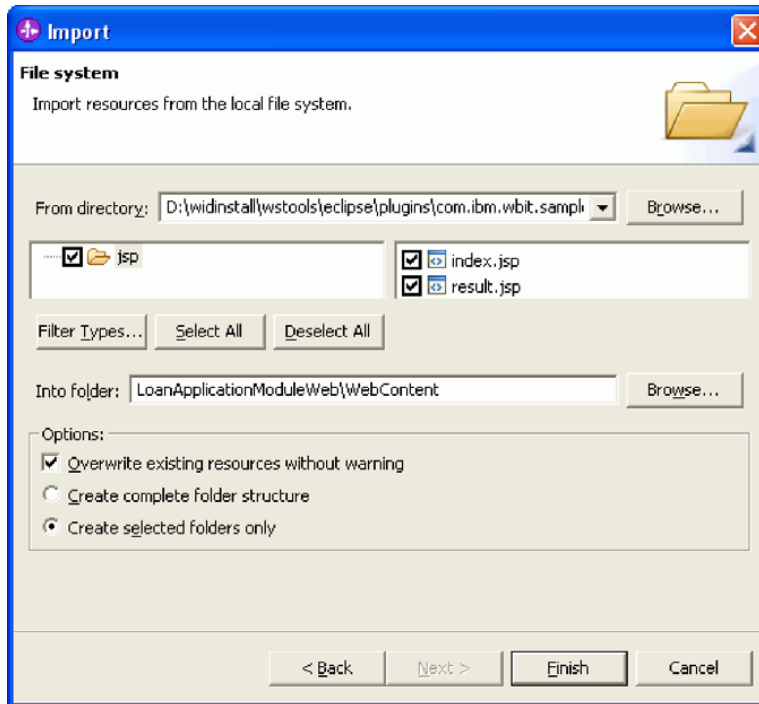 Import
File system
Import resources from the local file system.
From directory: D:\widinstall\wstools\eclipse\plugins\com.ibm.wbit.sampl Browse...
jsp
index.jsp
result.jsp
Filter Types... Select All Deselect All
Into folder: LoanApplicationModuleWeb\WebContent Browse...
Options:
Overwrite existing resources without warning
Create complete folder structure
Create selected folders only
< Back Next > Finish Cancel